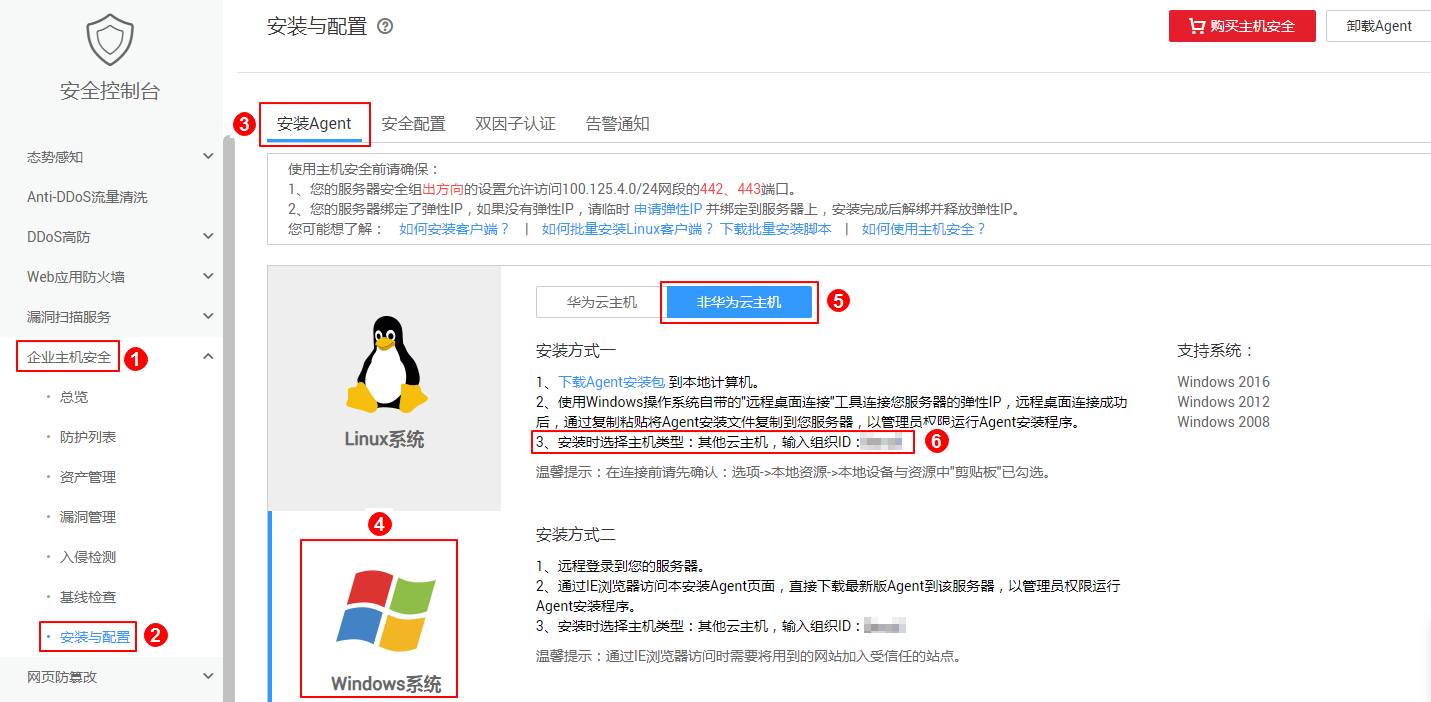 安全控制台
态势感知
Anti-DDoS流量清洗
DDoS高防
Web应用防火墙
漏洞扫描服务
企业主机安全
1
· 总览
· 防护列表
· 资产管理
· 漏洞管理
· 入侵检测
· 基线检查
· 安装与配置
2
网页防篡改
安装与配置 ?
购买主机安全
卸载Agent
3
安装Agent 安全配置 双因子认证 告警通知
使用主机安全前请确保：
1、您的服务器安全组出方向的设置允许访问100.125.4.0/24网段的442、443端口。
2、您的服务器绑定了弹性IP，如果没有弹性IP，请临时 申请弹性IP 并绑定到服务器上，安装完成后解绑并释放弹性IP。
您可能想了解： 如何安装客户端？ | 如何批量安装Linux客户端？ 下载批量安装脚本 | 如何使用主机安全？
Linux系统
4
Windows系统
华为云主机 非华为云主机
5
安装方式一
1、下载Agent安装包 到本地计算机。
2、使用Windows操作系统自带的"远程桌面连接"工具连接您服务器的弹性IP，远程桌面连接成功
后，通过复制粘贴将Agent安装文件复制到您服务器，以管理员权限运行Agent安装程序。
3、安装时选择主机类型：其他云主机，输入组织ID：
6
温馨提示：在连接前请先确认：选项->本地资源->本地设备与资源中"剪贴板"已勾选。
安装方式二
1、远程登录到您的服务器。
2、通过IE浏览器访问本安装Agent页面，直接下载最新版Agent到该服务器，以管理员权限运行
Agent安装程序。
3、安装时选择主机类型：其他云主机，输入组织ID：
温馨提示：通过IE浏览器访问时需要将用到的网站加入受信任的站点。
支持系统：
Windows 2016
Windows 2012
Windows 2008